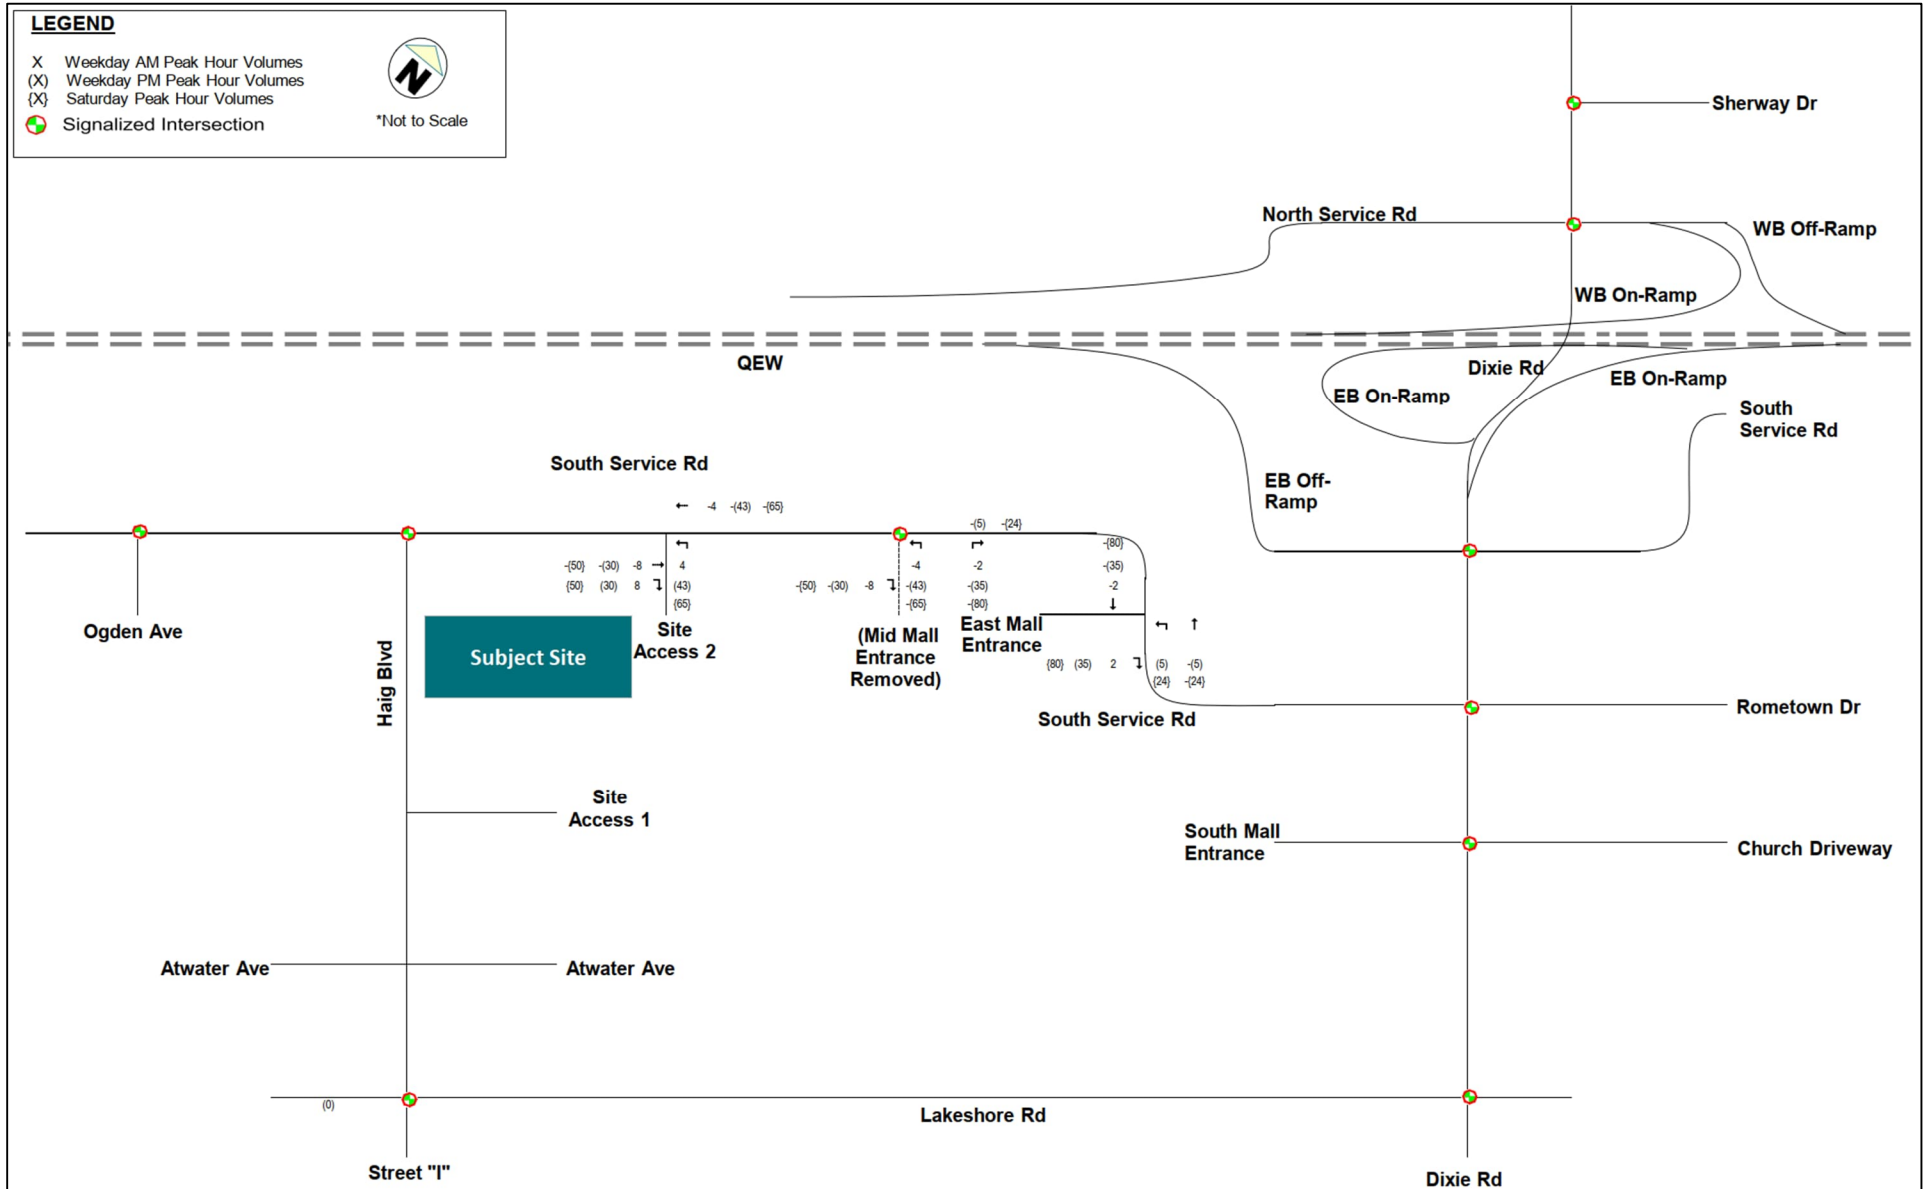 LEGEND
X Weekday AM Peak Hour Volumes
(X) Weekday PM Peak Hour Volumes
{X} Saturday Peak Hour Volumes
Signalized Intersection
N
*Not to Scale
Sherway Dr
North Service Rd
WB Off-Ramp
WB On-Ramp
QEW
Dixie Rd
EB On-Ramp
EB On-Ramp
South
Service Rd
South Service Rd
EB Off-
Ramp
-4 -(43) -{65}
-(5) -{24}
-{80}
-{50} -(30) -8
4
-4
-2
-(35)
{50} (30) 8
(43)
-{50} -(30) -8
-(43)
-(35)
-2
{65}
-{65}
-{80}
Ogden Ave
Haig Blvd
Subject Site
Site
Access 2
(Mid Mall
Entrance
Removed)
East Mall
Entrance
{80} (35) 2
(5) -(5)
{24} -{24}
South Service Rd
Rometown Dr
Site
Access 1
South Mall
Entrance
Church Driveway
Atwater Ave
Atwater Ave
(0)
Lakeshore Rd
Street "I"
Dixie Rd